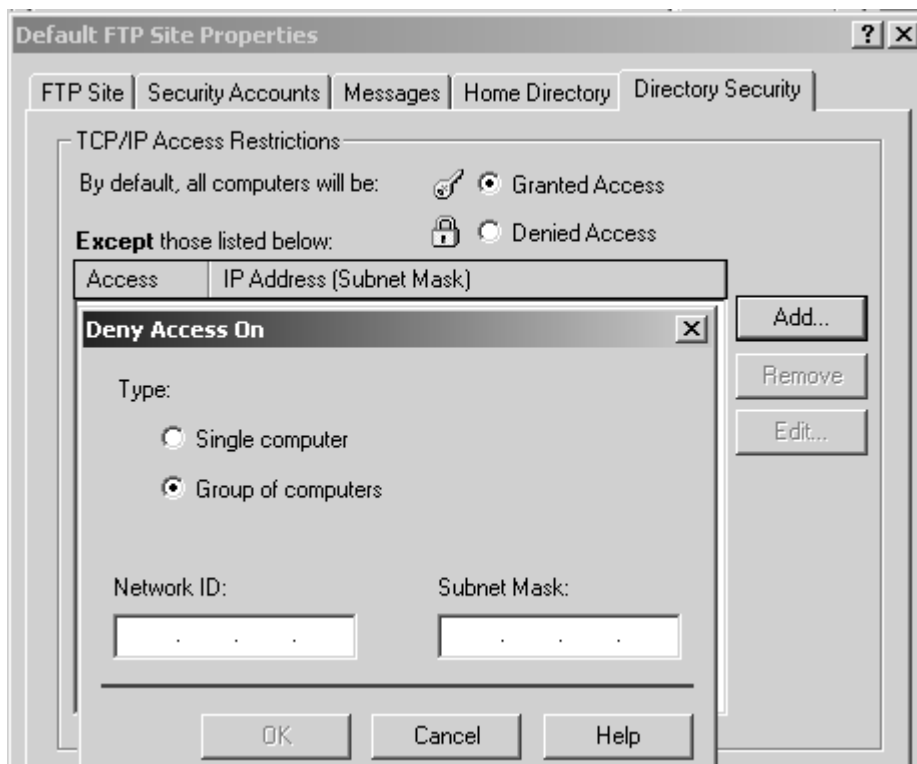 Default FTP Site Properties
FTP Site Security Accounts Messages Home Directory Directory Security
TCP/IP Access Restrictions
By default, all computers will be: Granted Access
Denied Access
Except those listed below:
Access IP Address (Subnet Mask)
Add...
Remove
Edit...
Deny Access On
Type:
Single computer
Group of computers
Network ID: Subnet Mask:
. . . . . .
OK Cancel Help